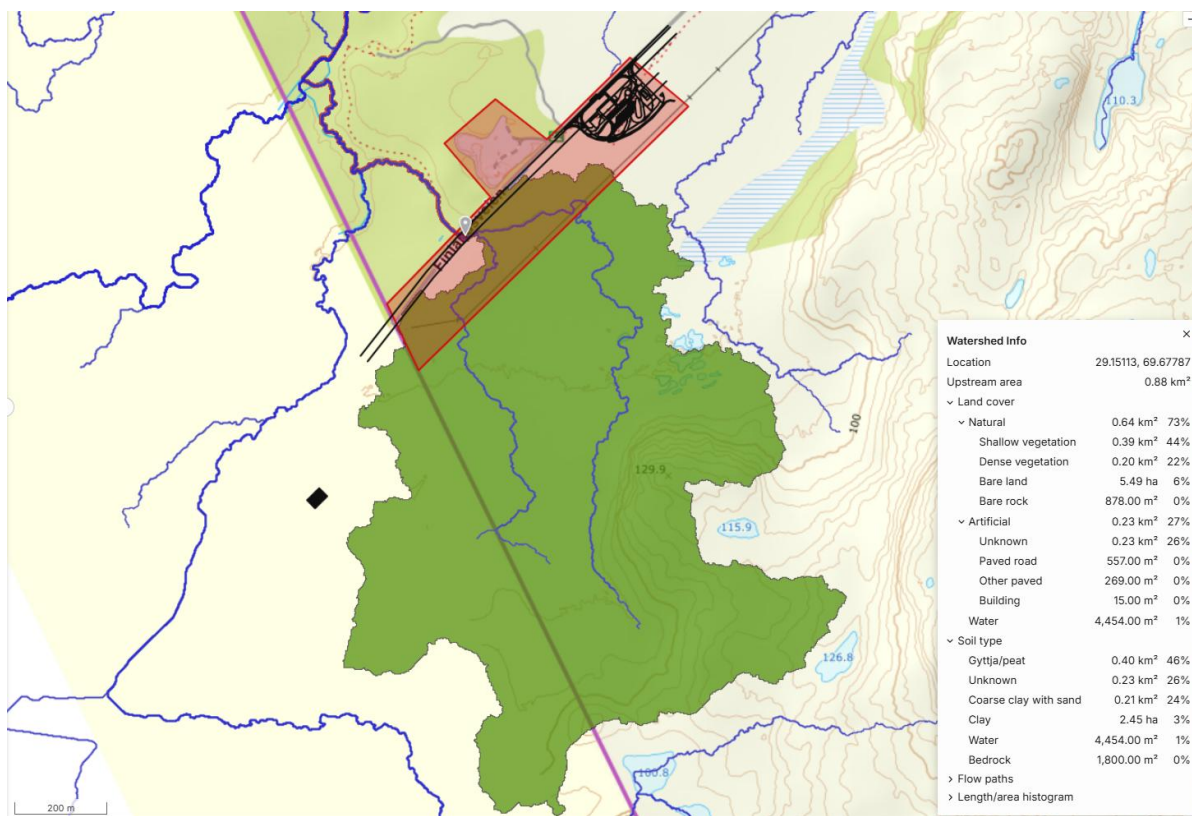 110.3
100
129.9
115.9
126.8
100.8
200 m
Watershed Info ×
Location 29.15113, 69.67787
Upstream area 0.88 km²
Land cover
Natural 0.64 km² 73%
Shallow vegetation 0.39 km² 44%
Dense vegetation 0.20 km² 22%
Bare land 5.49 ha 6%
Bare rock 878.00 m² 0%
Artificial 0.23 km² 27%
Unknown 0.23 km² 26%
Paved road 557.00 m² 0%
Other paved 269.00 m² 0%
Building 15.00 m² 0%
Water 4,454.00 m² 1%
Soil type
Gyttja/peat 0.40 km² 46%
Unknown 0.23 km² 26%
Coarse clay with sand 0.21 km² 24%
Clay 2.45 ha 3%
Water 4,454.00 m² 1%
Bedrock 1,800.00 m² 0%
Flow paths
Length/area histogram